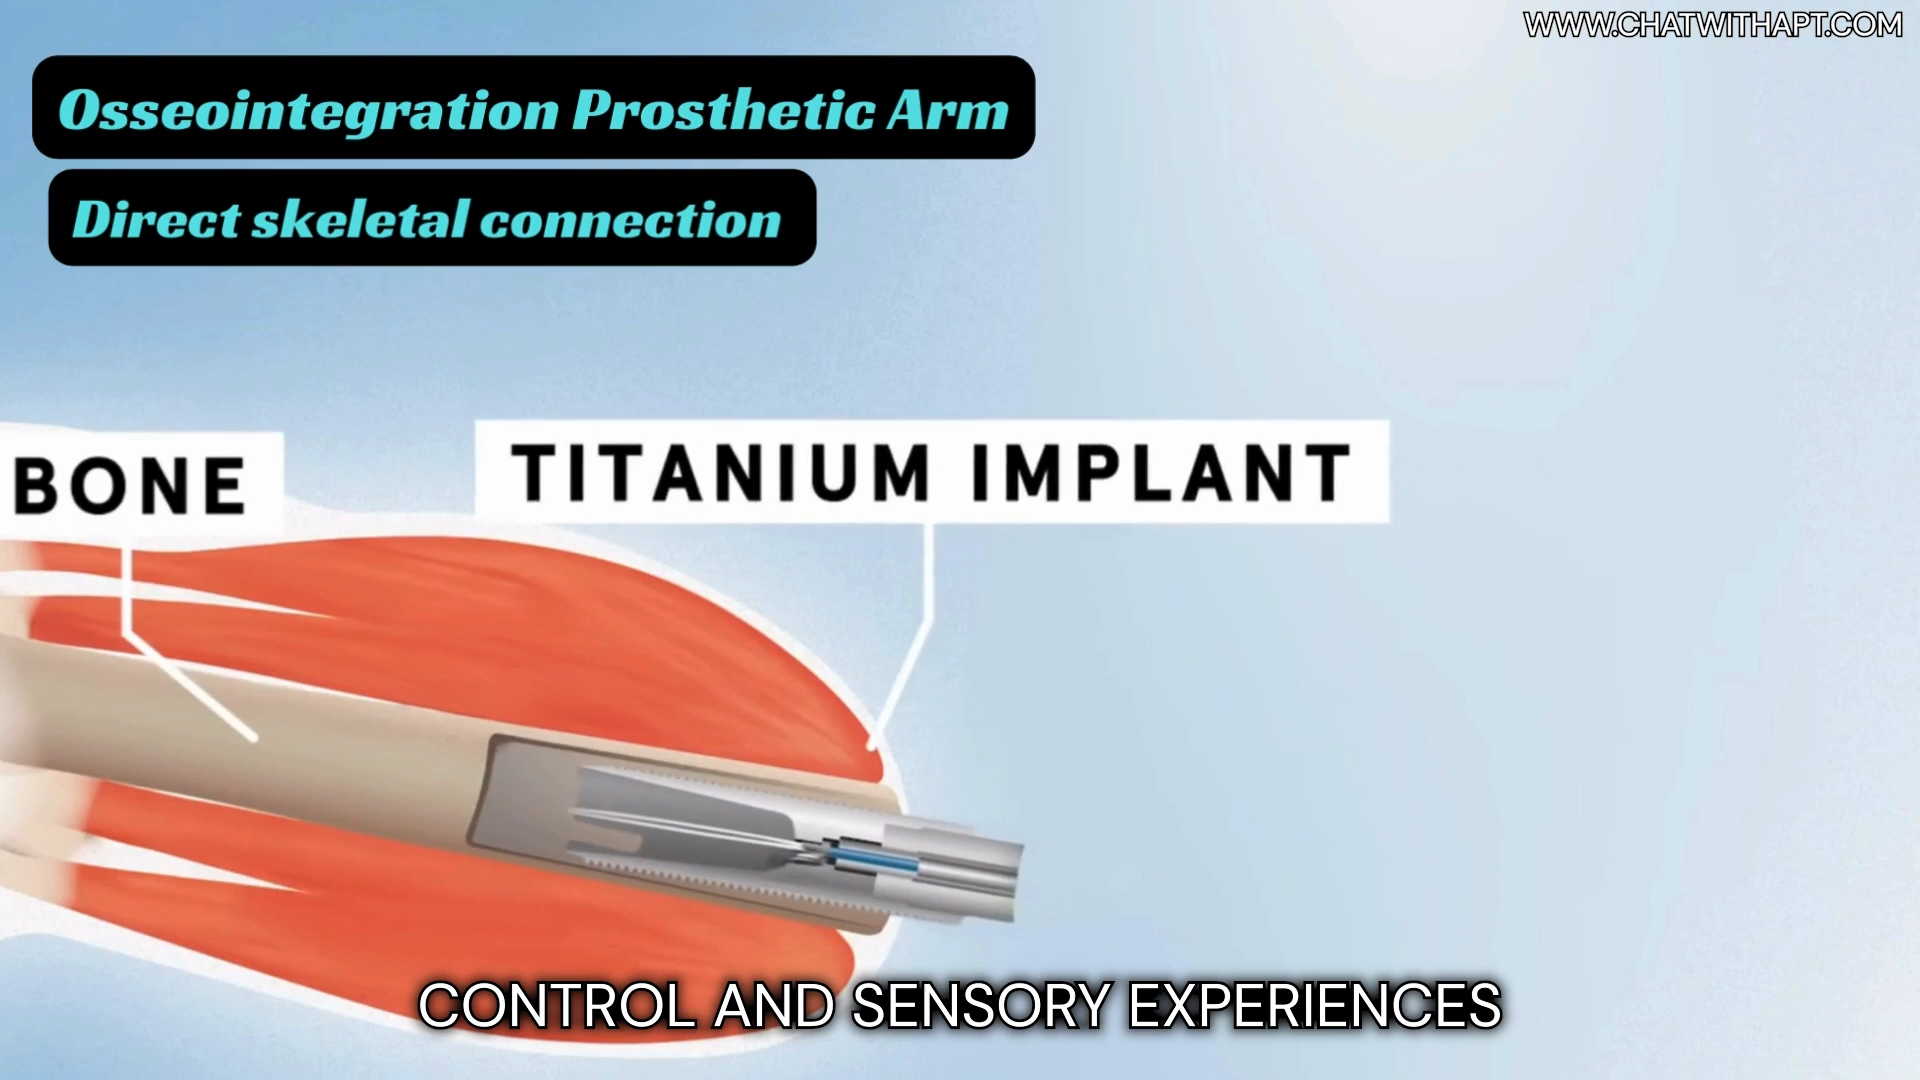 WWW.CHATWITHAPT.COM
Osseointegration Prosthetic Arm
Direct skeletal connection
BONE
TITANIUM IMPLANT
CONTROL AND SENSORY EXPERIENCES